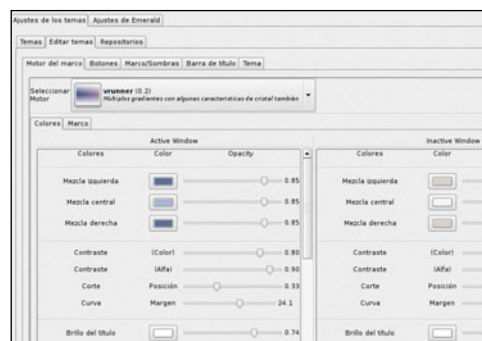 Ajustes de los temas Ajustes de Emerald
Temas Editar temas Repositorios
Motor del marco Botones Marco/Sombras Barra de título Tema
Seleccionar Motor
vrunner (0.2)
Múltiples gradientes con algunas características de cristal también
Colores Marco
Active Window Inactive Window
Colores Color Opacity Colores Color
Mezcla izquierda 0.85 Mezcla izquierda
Mezcla central 0.85 Mezcla central
Mezcla derecha 0.85 Mezcla derecha
Contraste (Color) 0.80 Contraste (Color)
Contraste (Alfa) 0.90 Contraste (Alfa)
Corte Posición 0.33 Corte Posición
Curva Margen 24.1 Curva Margen
Brillo del título 0.74 Brillo del título